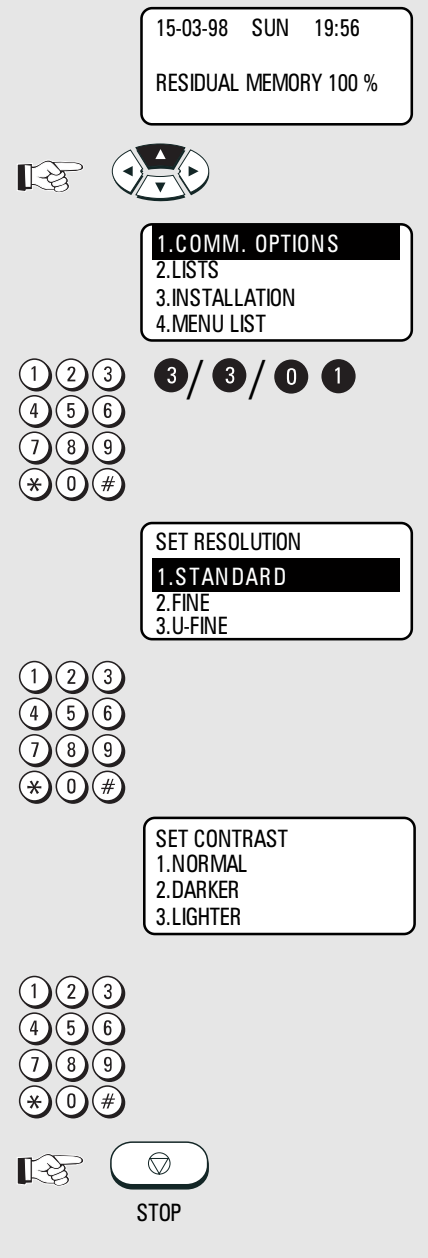 15-03-98 SUN 19:56
RESIDUAL MEMORY 100 %
1.COMM. OPTIONS
2.LISTS
3.INSTALLATION
4.MENU LIST
1 2 3 3 / 3 / 0 1
4 5 6
7 8 9
* 0 #
SET RESOLUTION
1.STANDARD
2.FINE
3.U-FINE
1 2 3
4 5 6
7 8 9
* 0 #
SET CONTRAST
1.NORMAL
2.DARKER
3.LIGHTER
1 2 3
4 5 6
7 8 9
* 0 #
STOP